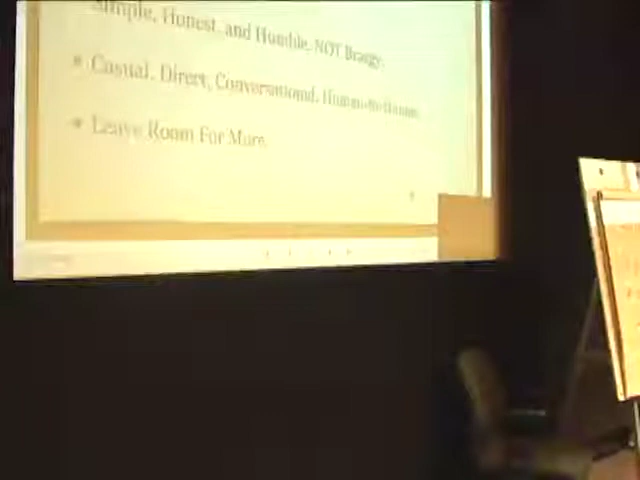 Simple, Honest, and Humble, NOT Braggy.
* Casual, Direct, Conversational, Human-to-Human
* Leave Room For More